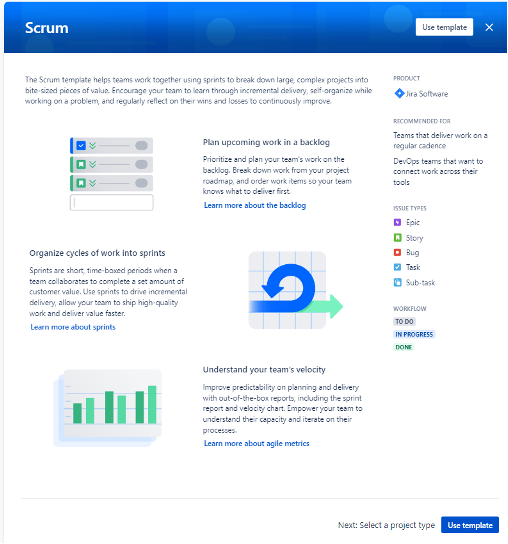 Scrum
Use template
The Scrum template helps teams work together using sprints to break down large, complex projects into
bite-sized pieces of value. Encourage your team to learn through incremental delivery, self-organize while
working on a problem, and regularly reflect on their wins and losses to continuously improve.
Plan upcoming work in a backlog
Prioritize and plan your team's work on the
backlog. Break down work from your project
roadmap, and order work items so your team
knows what to deliver first.
Learn more about the backlog
Organize cycles of work into sprints
Sprints are short, time-boxed periods when a
team collaborates to complete a set amount of
customer value. Use sprints to drive incremental
delivery, allow your team to ship high-quality
work and deliver value faster.
Learn more about sprints
Understand your team's velocity
Improve predictability on planning and delivery
with out-of-the-box reports, including the sprint
report and velocity chart. Empower your team to
understand their capacity and iterate on their
processes.
Learn more about agile metrics
PRODUCT
Jira Software
RECOMMENDED FOR
Teams that deliver work on a
regular cadence
DevOps teams that want to
connect work across their
tools
ISSUE TYPES
Epic
Story
Bug
Task
Sub-task
WORKFLOW
TO DO
IN PROGRESS
DONE
Next: Select a project type
Use template